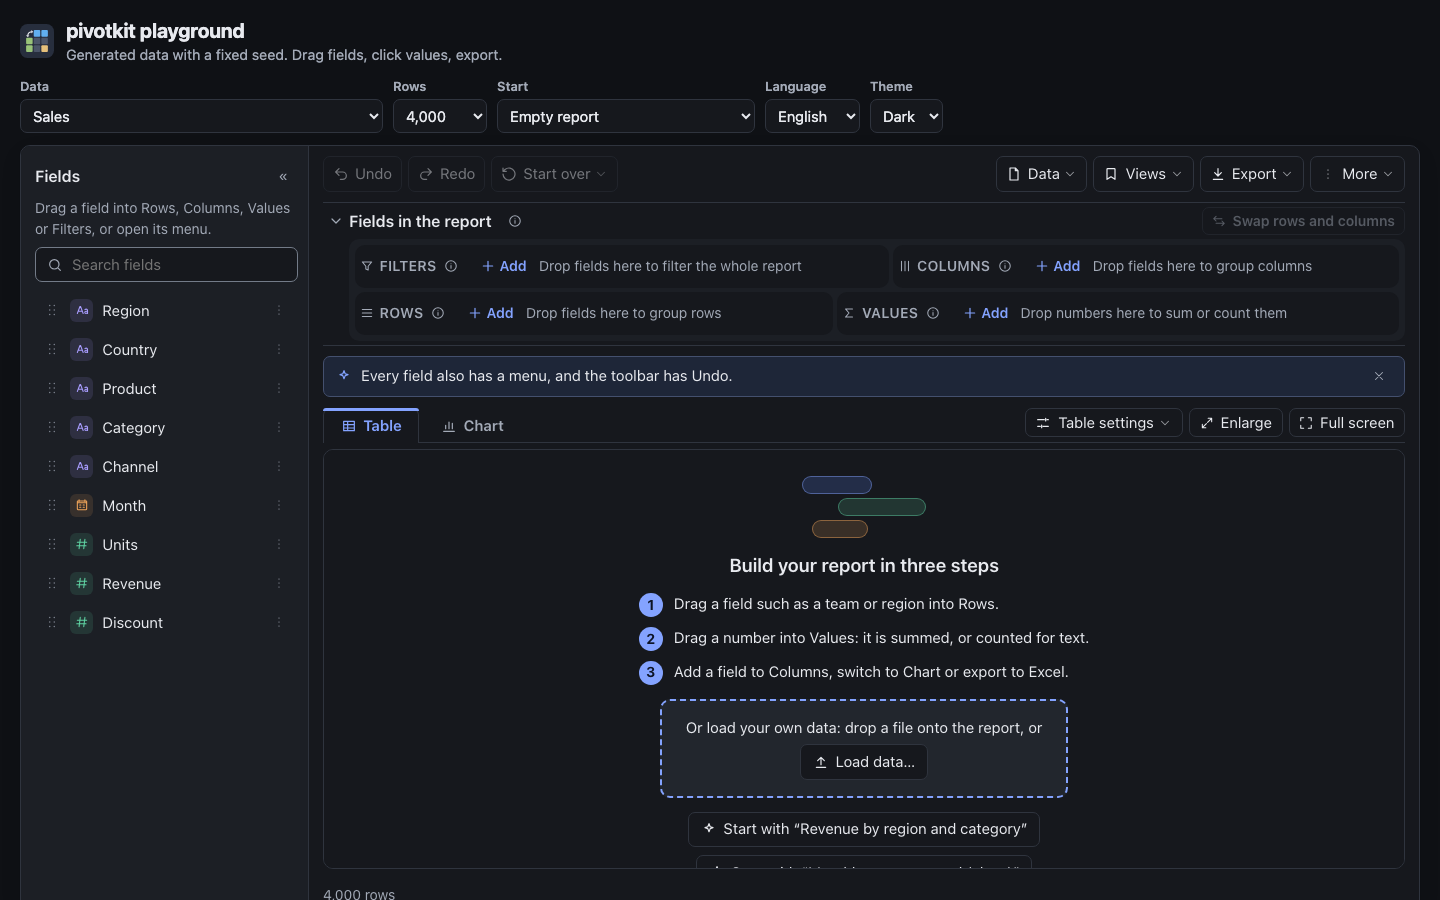 pivotkit playground
Generated data with a fixed seed. Drag fields, click values, export.
Data
Rows
Start
Language
Theme
Sales
4,000
Empty report
English
Dark
Fields
«
Drag a field into Rows, Columns, Values
or Filters, or open its menu.
Search fields
Aa Region
Aa Country
Aa Product
Aa Category
Aa Channel
Month
# Units
# Revenue
# Discount
Undo
Redo
Start over
Data
Views
Export
More
Fields in the report
Swap rows and columns
FILTERS
+ Add
Drop fields here to filter the whole report
COLUMNS
+ Add
Drop fields here to group columns
ROWS
+ Add
Drop fields here to group rows
Σ VALUES
+ Add
Drop numbers here to sum or count them
Every field also has a menu, and the toolbar has Undo.
Table
Chart
Table settings
Enlarge
Full screen
Build your report in three steps
1 Drag a field such as a team or region into Rows.
2 Drag a number into Values: it is summed, or counted for text.
3 Add a field to Columns, switch to Chart or export to Excel.
Or load your own data: drop a file onto the report, or
Load data...
Start with “Revenue by region and category”
4,000 rows